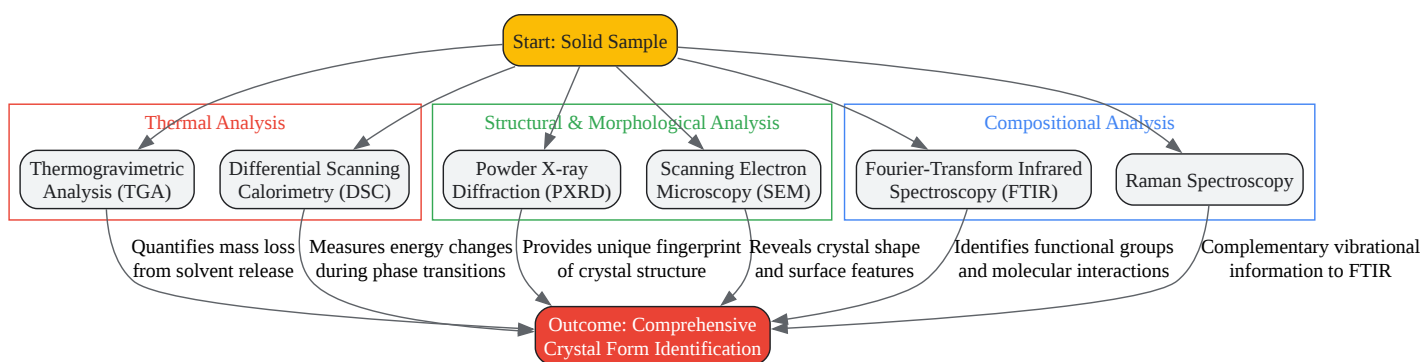 Start: Solid Sample
Thermal Analysis
Structural & Morphological Analysis
Compositional Analysis
Thermogravimetric
Analysis (TGA)
Differential Scanning
Calorimetry (DSC)
Powder X-ray
Diffraction (PXRD)
Scanning Electron
Microscopy (SEM)
Fourier-Transform Infrared
Spectroscopy (FTIR)
Raman Spectroscopy
Quantifies mass loss
from solvent release
Measures energy changes
during phase transitions
Provides unique fingerprint
of crystal structure
Reveals crystal shape
and surface features
Identifies functional groups
and molecular interactions
Complementary vibrational
information to FTIR
Outcome: Comprehensive
Crystal Form Identification